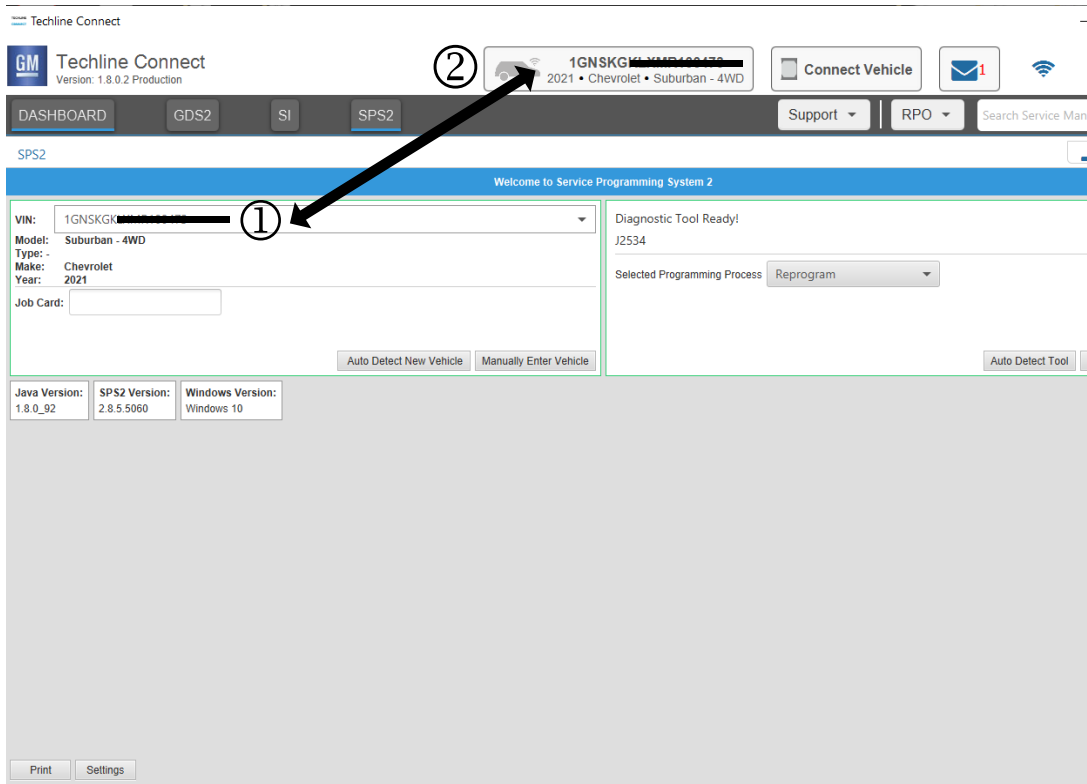 Techline Connect
GM
Techline Connect
Version: 1.8.0.2 Production
②
1GNSKG
2021 • Chevrolet • Suburban - 4WD
Connect Vehicle
1
DASHBOARD GDS2 SI SPS2
Support
RPO
Search Service Man
SPS2
Welcome to Service Programming System 2
VIN: 1GNSKGK
①
Model: Suburban - 4WD
Type: -
Make: Chevrolet
Year: 2021
Job Card:
Auto Detect New Vehicle
Manually Enter Vehicle
Diagnostic Tool Ready!
J2534
Selected Programming Process Reprogram
Auto Detect Tool
Java Version:
1.8.0_92
SPS2 Version:
2.8.5.5060
Windows Version:
Windows 10
Print
Settings